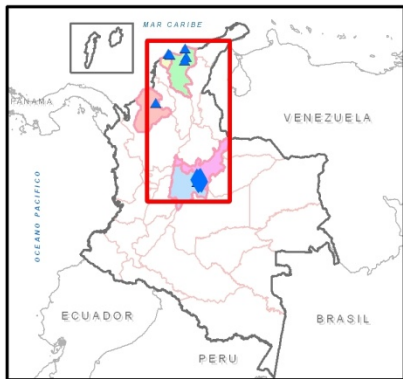 MAR CARIBE
PANAMA
VENEZUELA
OCEANO PACIFICO
ECUADOR
BRASIL
PERU